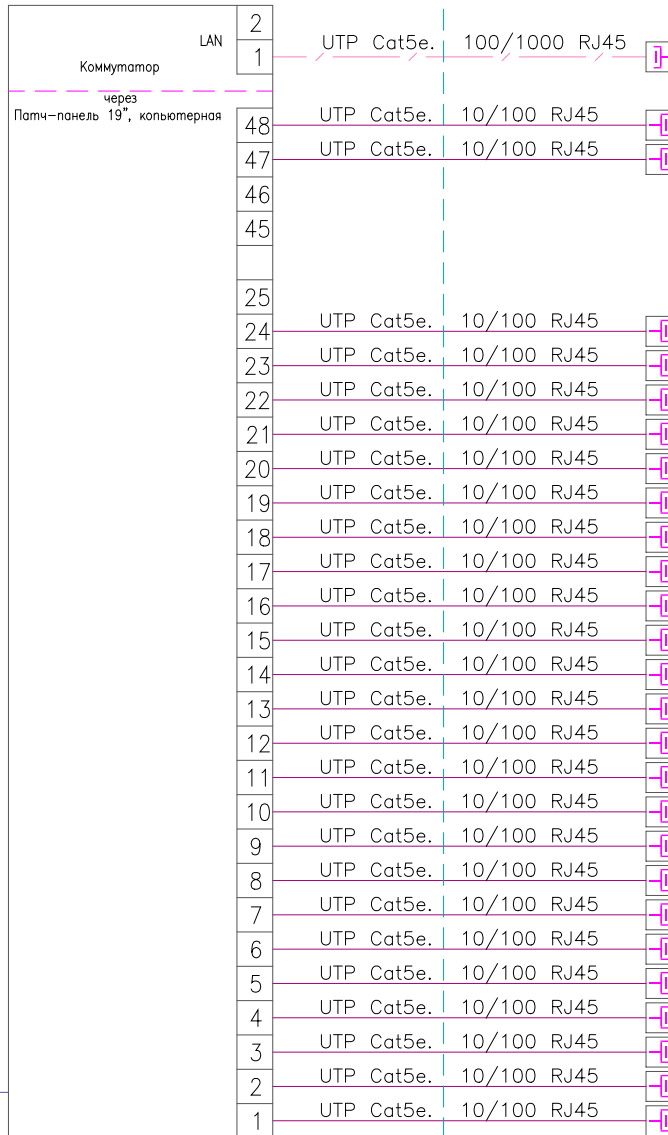 2
LAN
1 UTP Cat5e. 100/1000 RJ45
Коммутатор
через
Патч-панель 19", копьютерная
48 UTP Cat5e. 10/100 RJ45
47 UTP Cat5e. 10/100 RJ45
46
45
25
24 UTP Cat5e. 10/100 RJ45
23 UTP Cat5e. 10/100 RJ45
22 UTP Cat5e. 10/100 RJ45
21 UTP Cat5e. 10/100 RJ45
20 UTP Cat5e. 10/100 RJ45
19 UTP Cat5e. 10/100 RJ45
18 UTP Cat5e. 10/100 RJ45
17 UTP Cat5e. 10/100 RJ45
16 UTP Cat5e. 10/100 RJ45
15 UTP Cat5e. 10/100 RJ45
14 UTP Cat5e. 10/100 RJ45
13 UTP Cat5e. 10/100 RJ45
12 UTP Cat5e. 10/100 RJ45
11 UTP Cat5e. 10/100 RJ45
10 UTP Cat5e. 10/100 RJ45
9 UTP Cat5e. 10/100 RJ45
8 UTP Cat5e. 10/100 RJ45
7 UTP Cat5e. 10/100 RJ45
6 UTP Cat5e. 10/100 RJ45
5 UTP Cat5e. 10/100 RJ45
4 UTP Cat5e. 10/100 RJ45
3 UTP Cat5e. 10/100 RJ45
2 UTP Cat5e. 10/100 RJ45
1 UTP Cat5e. 10/100 RJ45